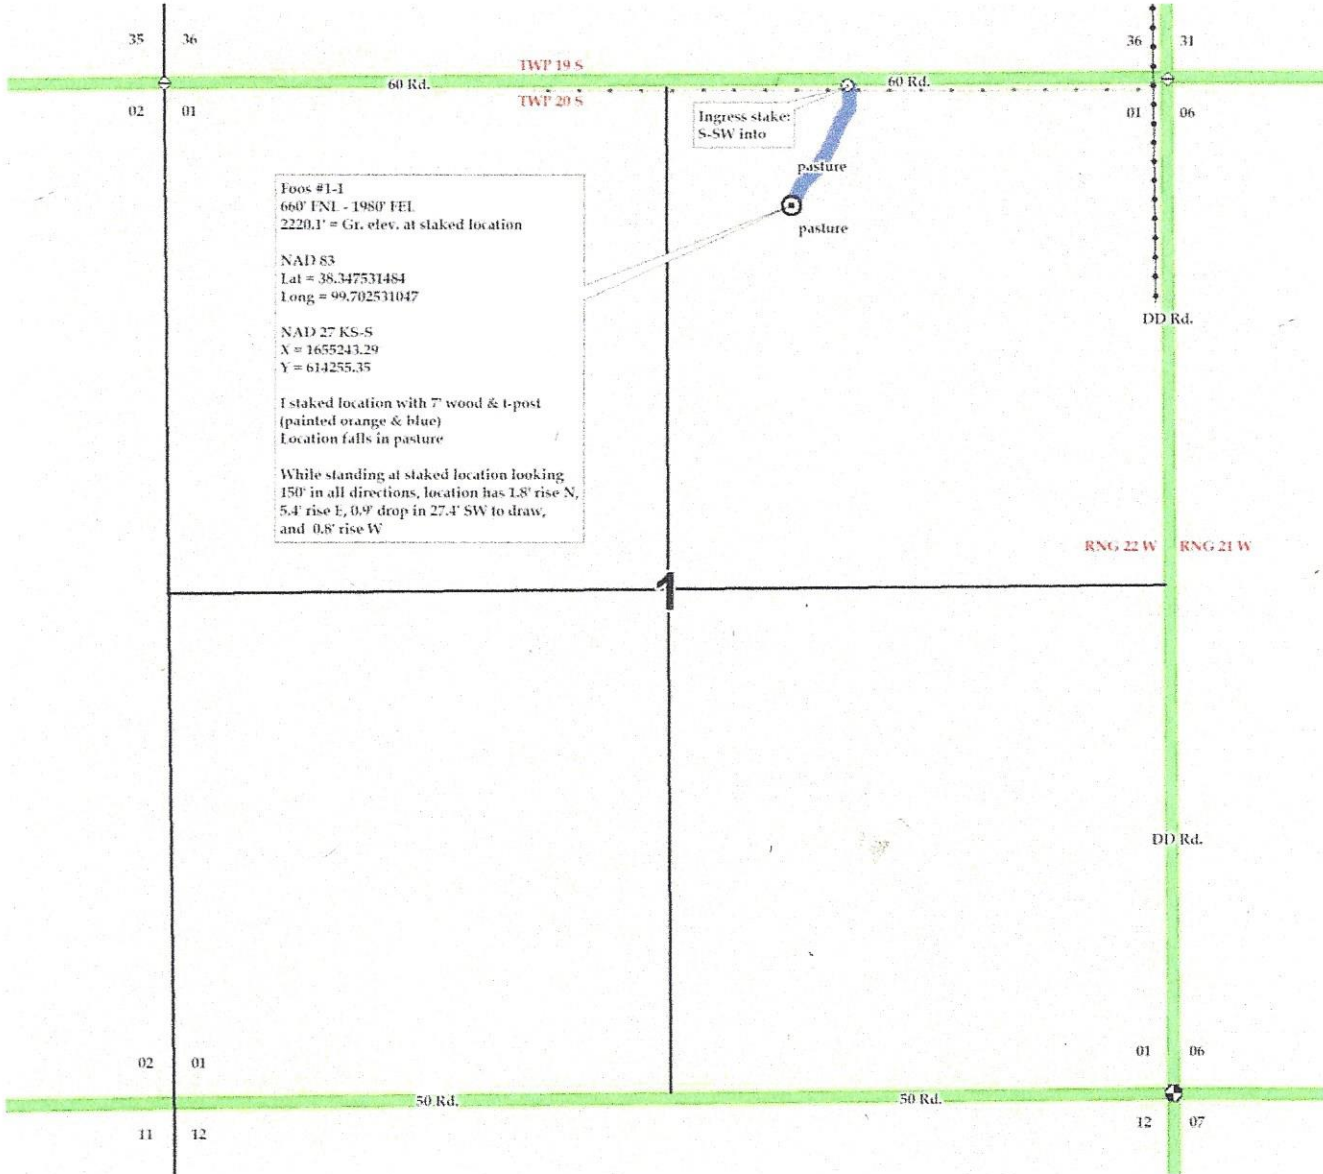 35 36
36 31
TWP 19 S
60 Rd.
60 Rd.
TWP 20 S
02 01
01 06
Ingress stake:
S-SW into
pasture
pasture
Foos #1-1
660' FNL - 1980' FEL
2220.1' = Gr. elev. at staked location
NAD 83
Lat = 38.347531484
Long = 99.702531047
NAD 27 KS-S
X = 1655243.29
Y = 614255.35
I staked location with 7' wood & t-post
(painted orange & blue)
Location falls in pasture
While standing at staked location looking
150' in all directions, location has 1.8' rise N,
5.4' rise E, 0.9' drop in 27.4' SW to draw,
and 0.8' rise W
DD Rd.
RNG 22 W RNG 21 W
1
DD Rd.
02 01
01 06
50 Rd.
50 Rd.
11 12
12 07